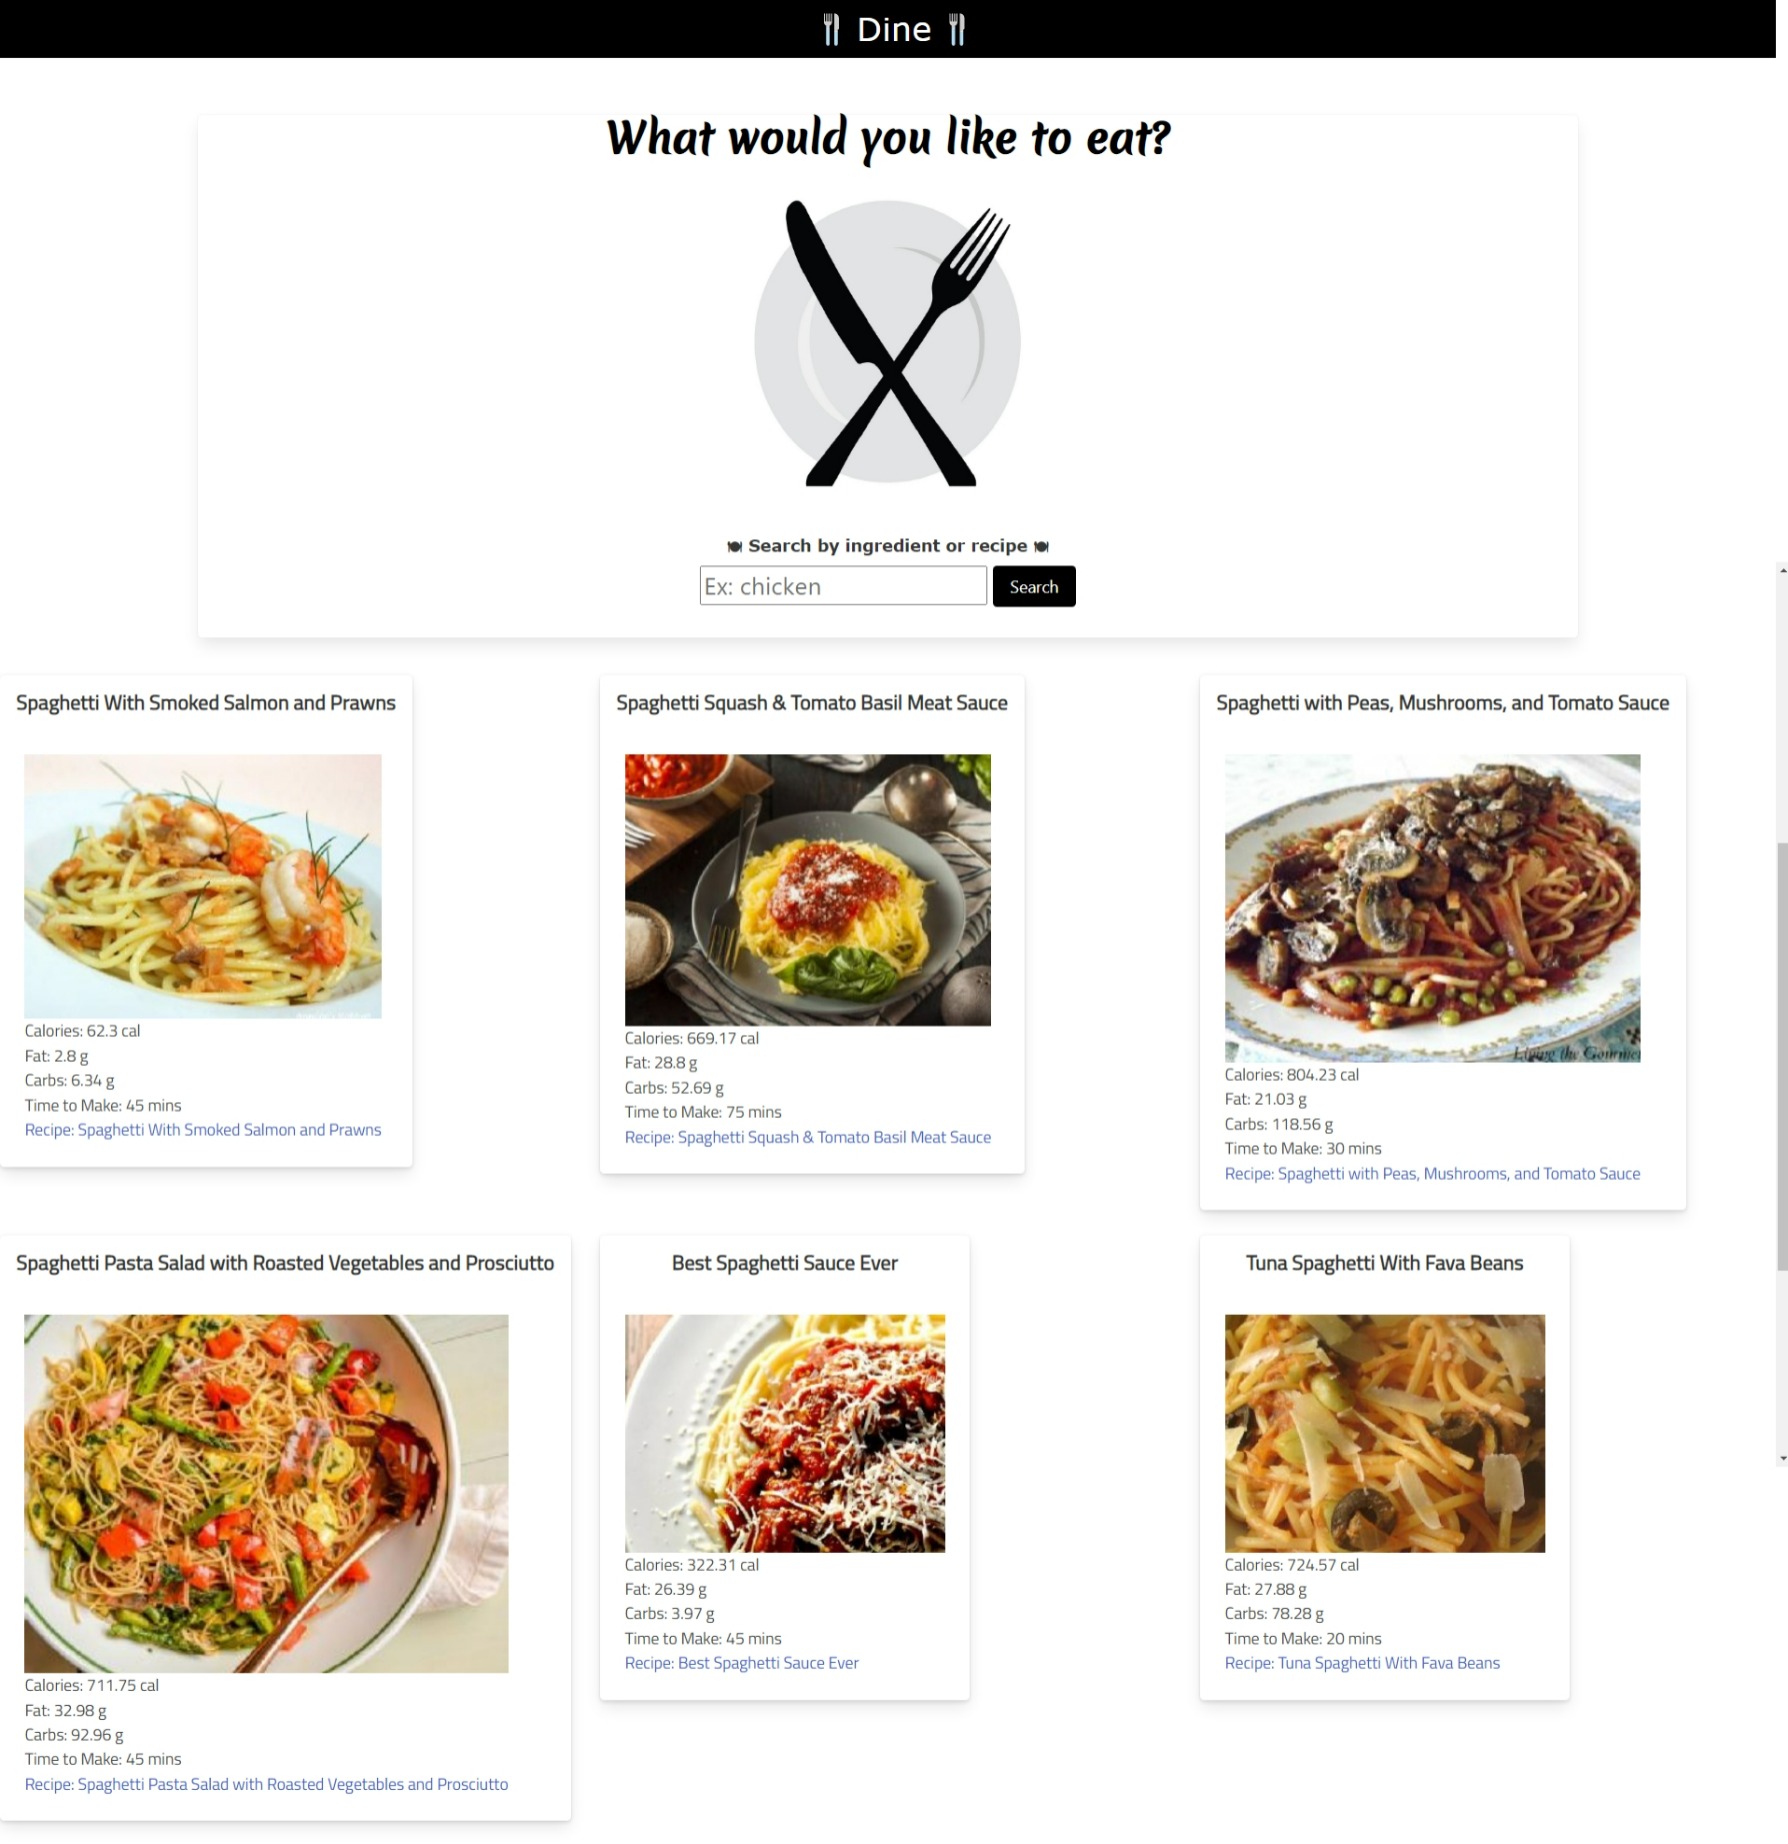 Dine
What would you like to eat?
Search by ingredient or recipe
Ex: chicken
Search
Spaghetti With Smoked Salmon and Prawns
Calories: 62.3 cal
Fat: 2.8 g
Carbs: 6.34 g
Time to Make: 45 mins
Recipe: Spaghetti With Smoked Salmon and Prawns
Spaghetti Squash & Tomato Basil Meat Sauce
Calories: 669.17 cal
Fat: 28.8 g
Carbs: 52.69 g
Time to Make: 75 mins
Recipe: Spaghetti Squash & Tomato Basil Meat Sauce
Spaghetti with Peas, Mushrooms, and Tomato Sauce
Living the Gourmet
Calories: 804.23 cal
Fat: 21.03 g
Carbs: 118.56 g
Time to Make: 30 mins
Recipe: Spaghetti with Peas, Mushrooms, and Tomato Sauce
Spaghetti Pasta Salad with Roasted Vegetables and Prosciutto
Calories: 711.75 cal
Fat: 32.98 g
Carbs: 92.96 g
Time to Make: 45 mins
Recipe: Spaghetti Pasta Salad with Roasted Vegetables and Prosciutto
Best Spaghetti Sauce Ever
Calories: 322.31 cal
Fat: 26.39 g
Carbs: 3.97 g
Time to Make: 45 mins
Recipe: Best Spaghetti Sauce Ever
Tuna Spaghetti With Fava Beans
Calories: 724.57 cal
Fat: 27.88 g
Carbs: 78.28 g
Time to Make: 20 mins
Recipe: Tuna Spaghetti With Fava Beans